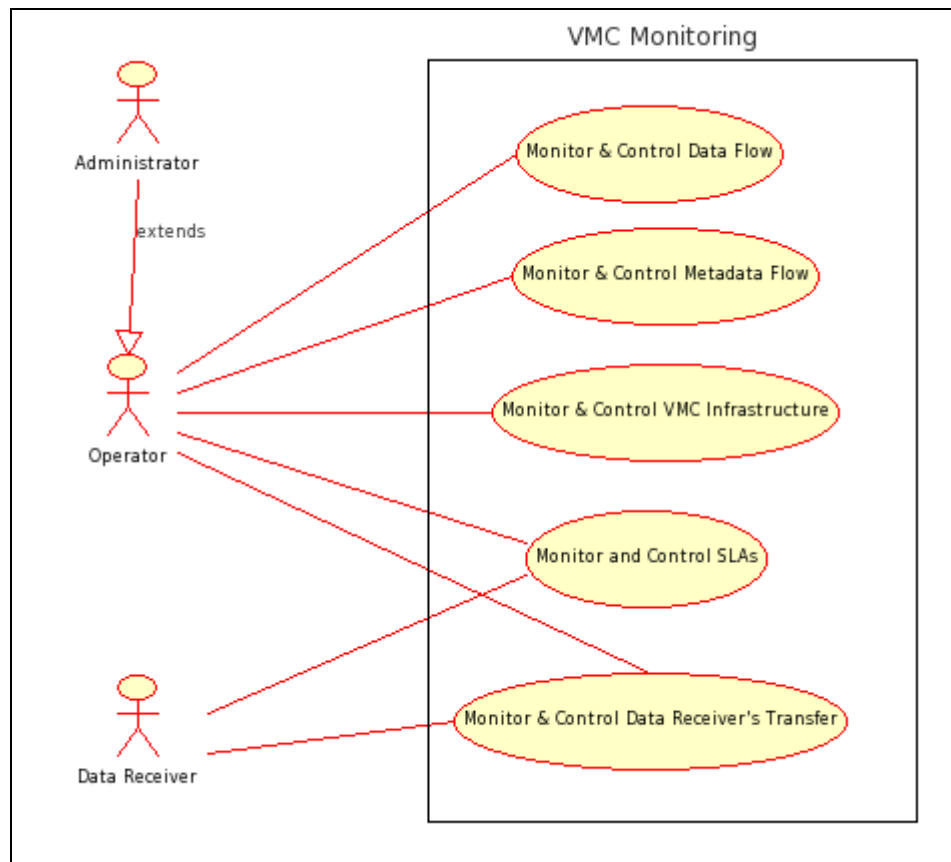 VMC Monitoring
Administrator
extends
Operator
Data Receiver
Monitor & Control Data Flow
Monitor & Control Metadata Flow
Monitor & Control VMC Infrastructure
Monitor and Control SLAs
Monitor & Control Data Receiver's Transfer